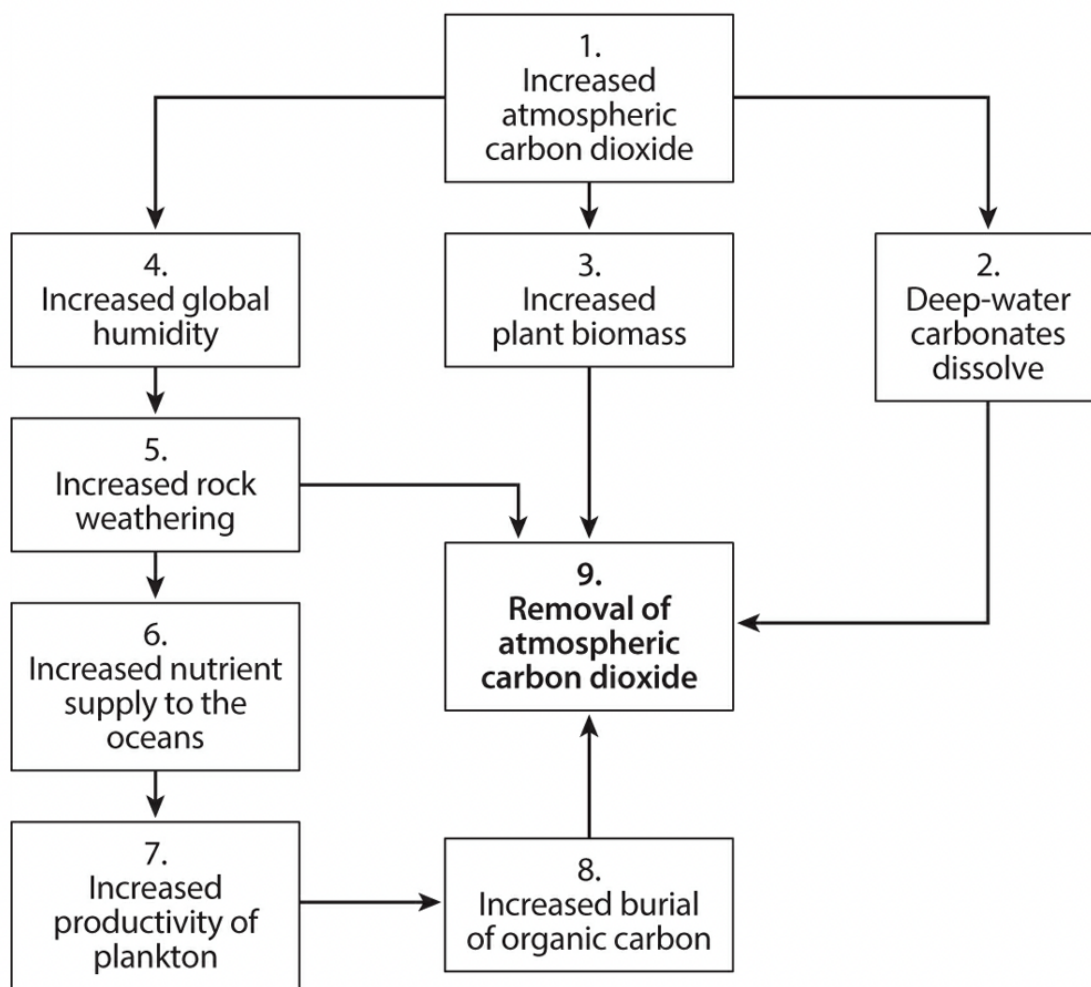 1.
Increased
atmospheric
carbon dioxide
4.
Increased global
humidity
3.
Increased
plant biomass
2.
Deep-water
carbonates
dissolve
5.
Increased rock
weathering
9.
Removal of
atmospheric
carbon dioxide
6.
Increased nutrient
supply to the
oceans
7.
Increased
productivity of
plankton
8.
Increased burial
of organic carbon